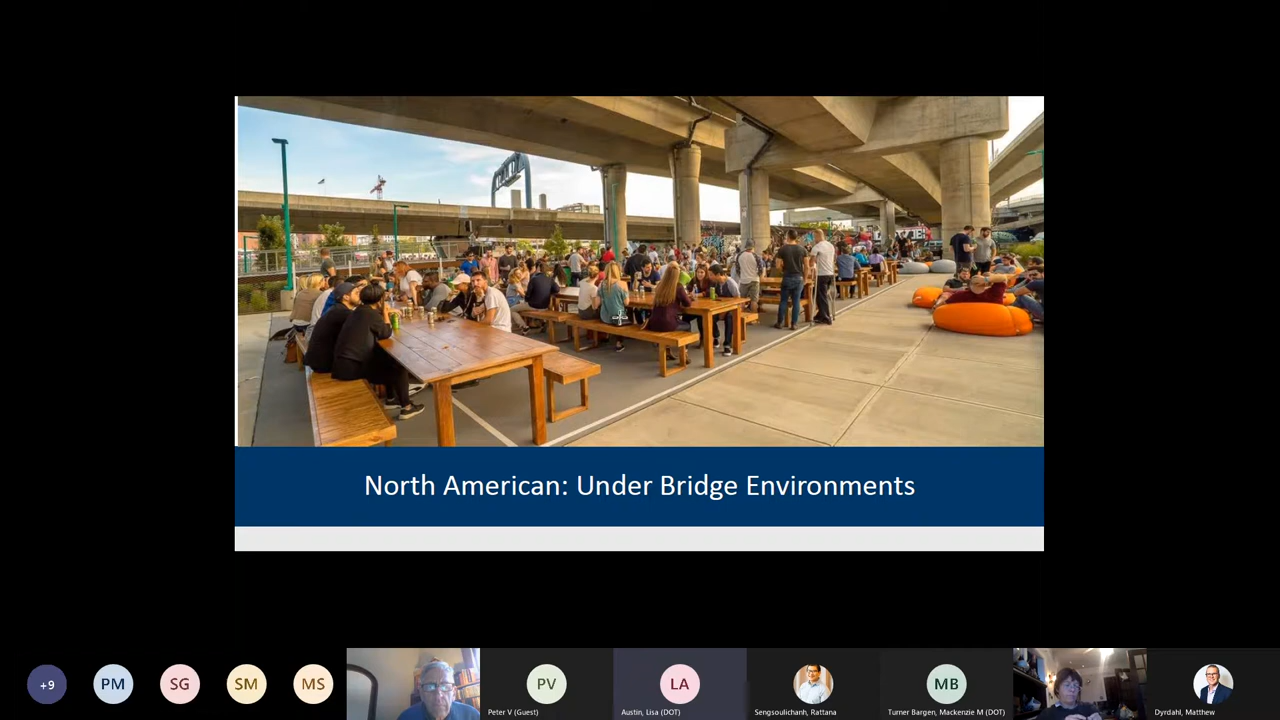 North American: Under Bridge Environments
+9
PM
SG
SM
MS
PV
Peter V (Guest)
LA
Austin, Lisa (DOT)
Sengsoulichanh, Rattana
MB
Turner Bargen, Mackenzie M (DOT)
Dyrdahl, Matthew